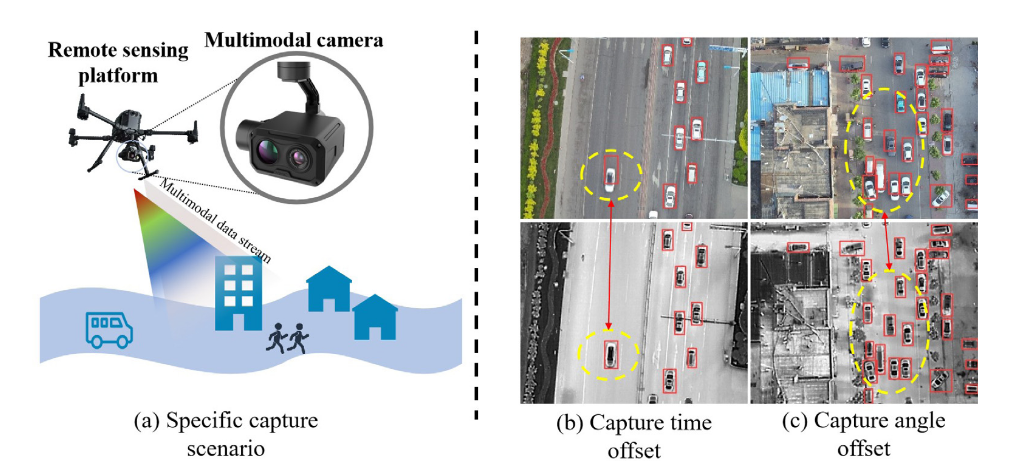 Remote sensing
platform
Multimodal camera
Multimodal data stream
(a) Specific capture
scenario
(b) Capture time
offset
(c) Capture angle
offset